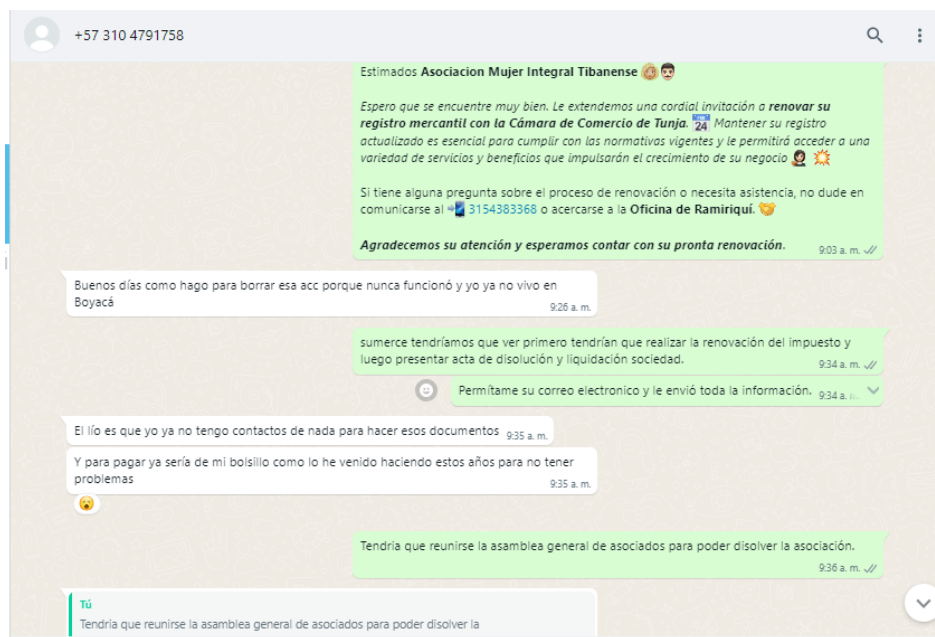 +57 310 4791758
Estimados Asociacion Mujer Integral Tibanense
Espero que se encuentre muy bien. Le extendemos una cordial invitación a renovar su
registro mercantil con la Cámara de Comercio de Tunja. Mantener su registro
actualizado es esencial para cumplir con las normativas vigentes y le permitirá acceder a una
variedad de servicios y beneficios que impulsarán el crecimiento de su negocio
Si tiene alguna pregunta sobre el proceso de renovación o necesita asistencia, no dude en
comunicarse al 3154383368 o acercarse a la Oficina de Ramiriquí.
Agradecemos su atención y esperamos contar con su pronta renovación.
9:03 a. m.
Buenos días como hago para borrar esa acc porque nunca funcionó y yo ya no vivo en
Boyacá
9:26 a. m.
sumerce tendríamos que ver primero tendrían que realizar la renovación del impuesto y
luego presentar acta de disolución y liquidación sociedad.
9:34 a. m.
Permítame su correo electronico y le envió toda la información. 9:34 a.
El lío es que yo ya no tengo contactos de nada para hacer esos documentos 9:35 a. m.
Y para pagar ya sería de mi bolsillo como lo he venido haciendo estos años para no tener
problemas
9:35 a. m.
Tendria que reunirse la asamblea general de asociados para poder disolver la asociación.
9:36 a. m.
Tú
Tendria que reunirse la asamblea general de asociados para poder disolver la